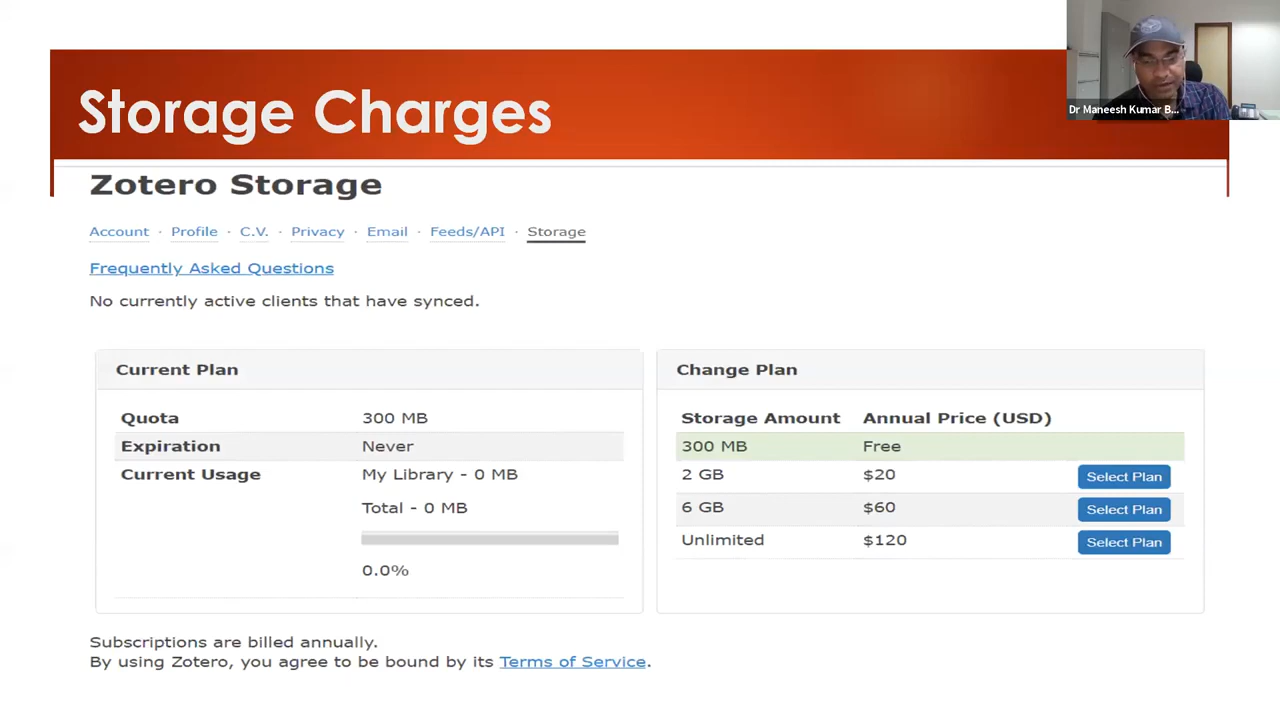 Storage Charges
Dr Maneesh Kumar B...
Zotero Storage
Account · Profile · C.V. · Privacy · Email · Feeds/API · Storage
Frequently Asked Questions
No currently active clients that have synced.
Current Plan
Quota 300 MB
Expiration Never
Current Usage My Library - 0 MB
Total - 0 MB
0.0%
Change Plan
Storage Amount Annual Price (USD)
300 MB Free
2 GB $20 Select Plan
6 GB $60 Select Plan
Unlimited $120 Select Plan
Subscriptions are billed annually.
By using Zotero, you agree to be bound by its Terms of Service.